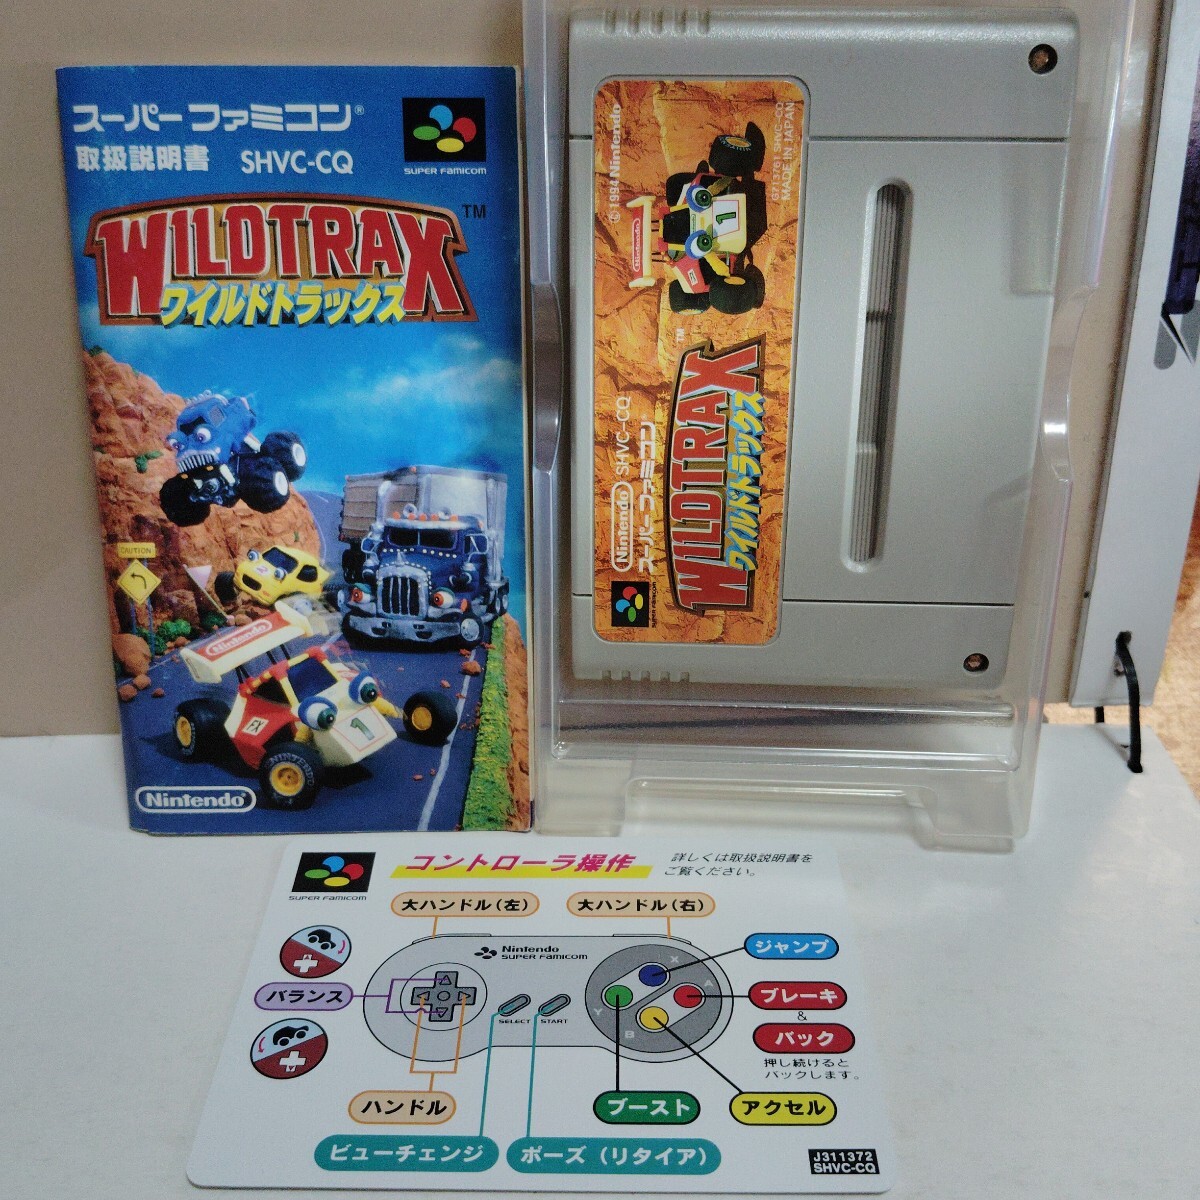 スーパーファミコン®
取扱説明書 SHVC-CQ
SUPER FAMICOM
WILDTRAX™
ワイルドトラックス
CAUTION
Nintendo
FX
1
NINTENDO
Nintendo
© 1994 Nintendo
G713761 SHVC-CQ
MADE IN JAPAN
Nintendo
1
FX
Nintendo SHVC-CQ
スーパーファミコン
SUPER FAMICOM
WILDTRAX™
ワイルドトラックス
SUPER FAMICOM
コントローラ操作
詳しくは取扱説明書を
ご覧ください。
大ハンドル(左)
大ハンドル(右)
Nintendo
SUPER FAMICOM
バランス
SELECT
START
X
A
Y
B
ジャンプ
ブレーキ
&
バック
押し続けると
バックします。
ハンドル
ブースト
アクセル
ビューチェンジ
ポーズ(リタイア)
J311372
SHVC-CQ